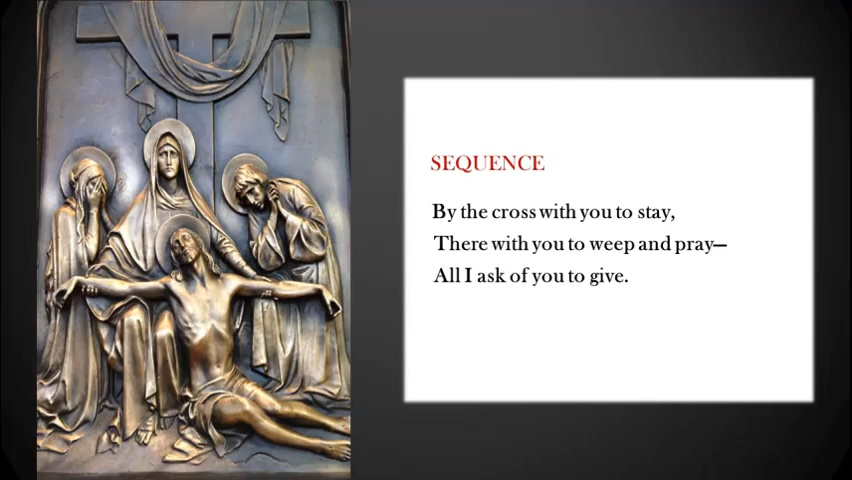 SEQUENCE
By the cross with you to stay,
There with you to weep and pray—
All I ask of you to give.